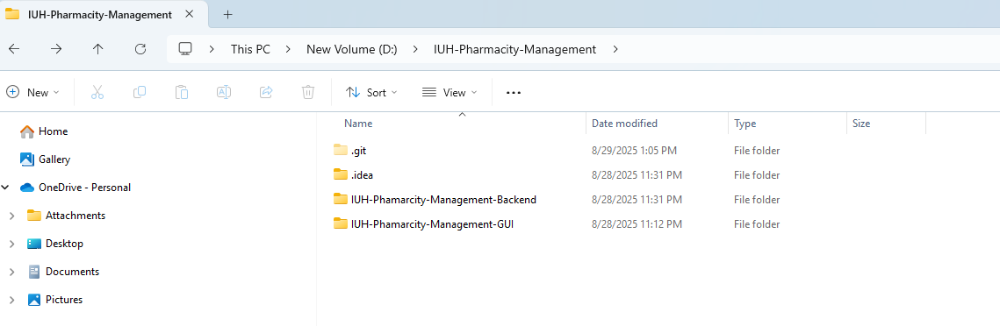 IUH-Pharmacity-Management
This PC New Volume (D:) IUH-Pharmacity-Management
New Sort View
Name Date modified Type Size
Home
Gallery
OneDrive - Personal
Attachments
Desktop
Documents
Pictures
.git 8/29/2025 1:05 PM File folder
.idea 8/28/2025 11:31 PM File folder
IUH-Phamarcity-Management-Backend 8/28/2025 11:31 PM File folder
IUH-Phamarcity-Management-GUI 8/28/2025 11:12 PM File folder